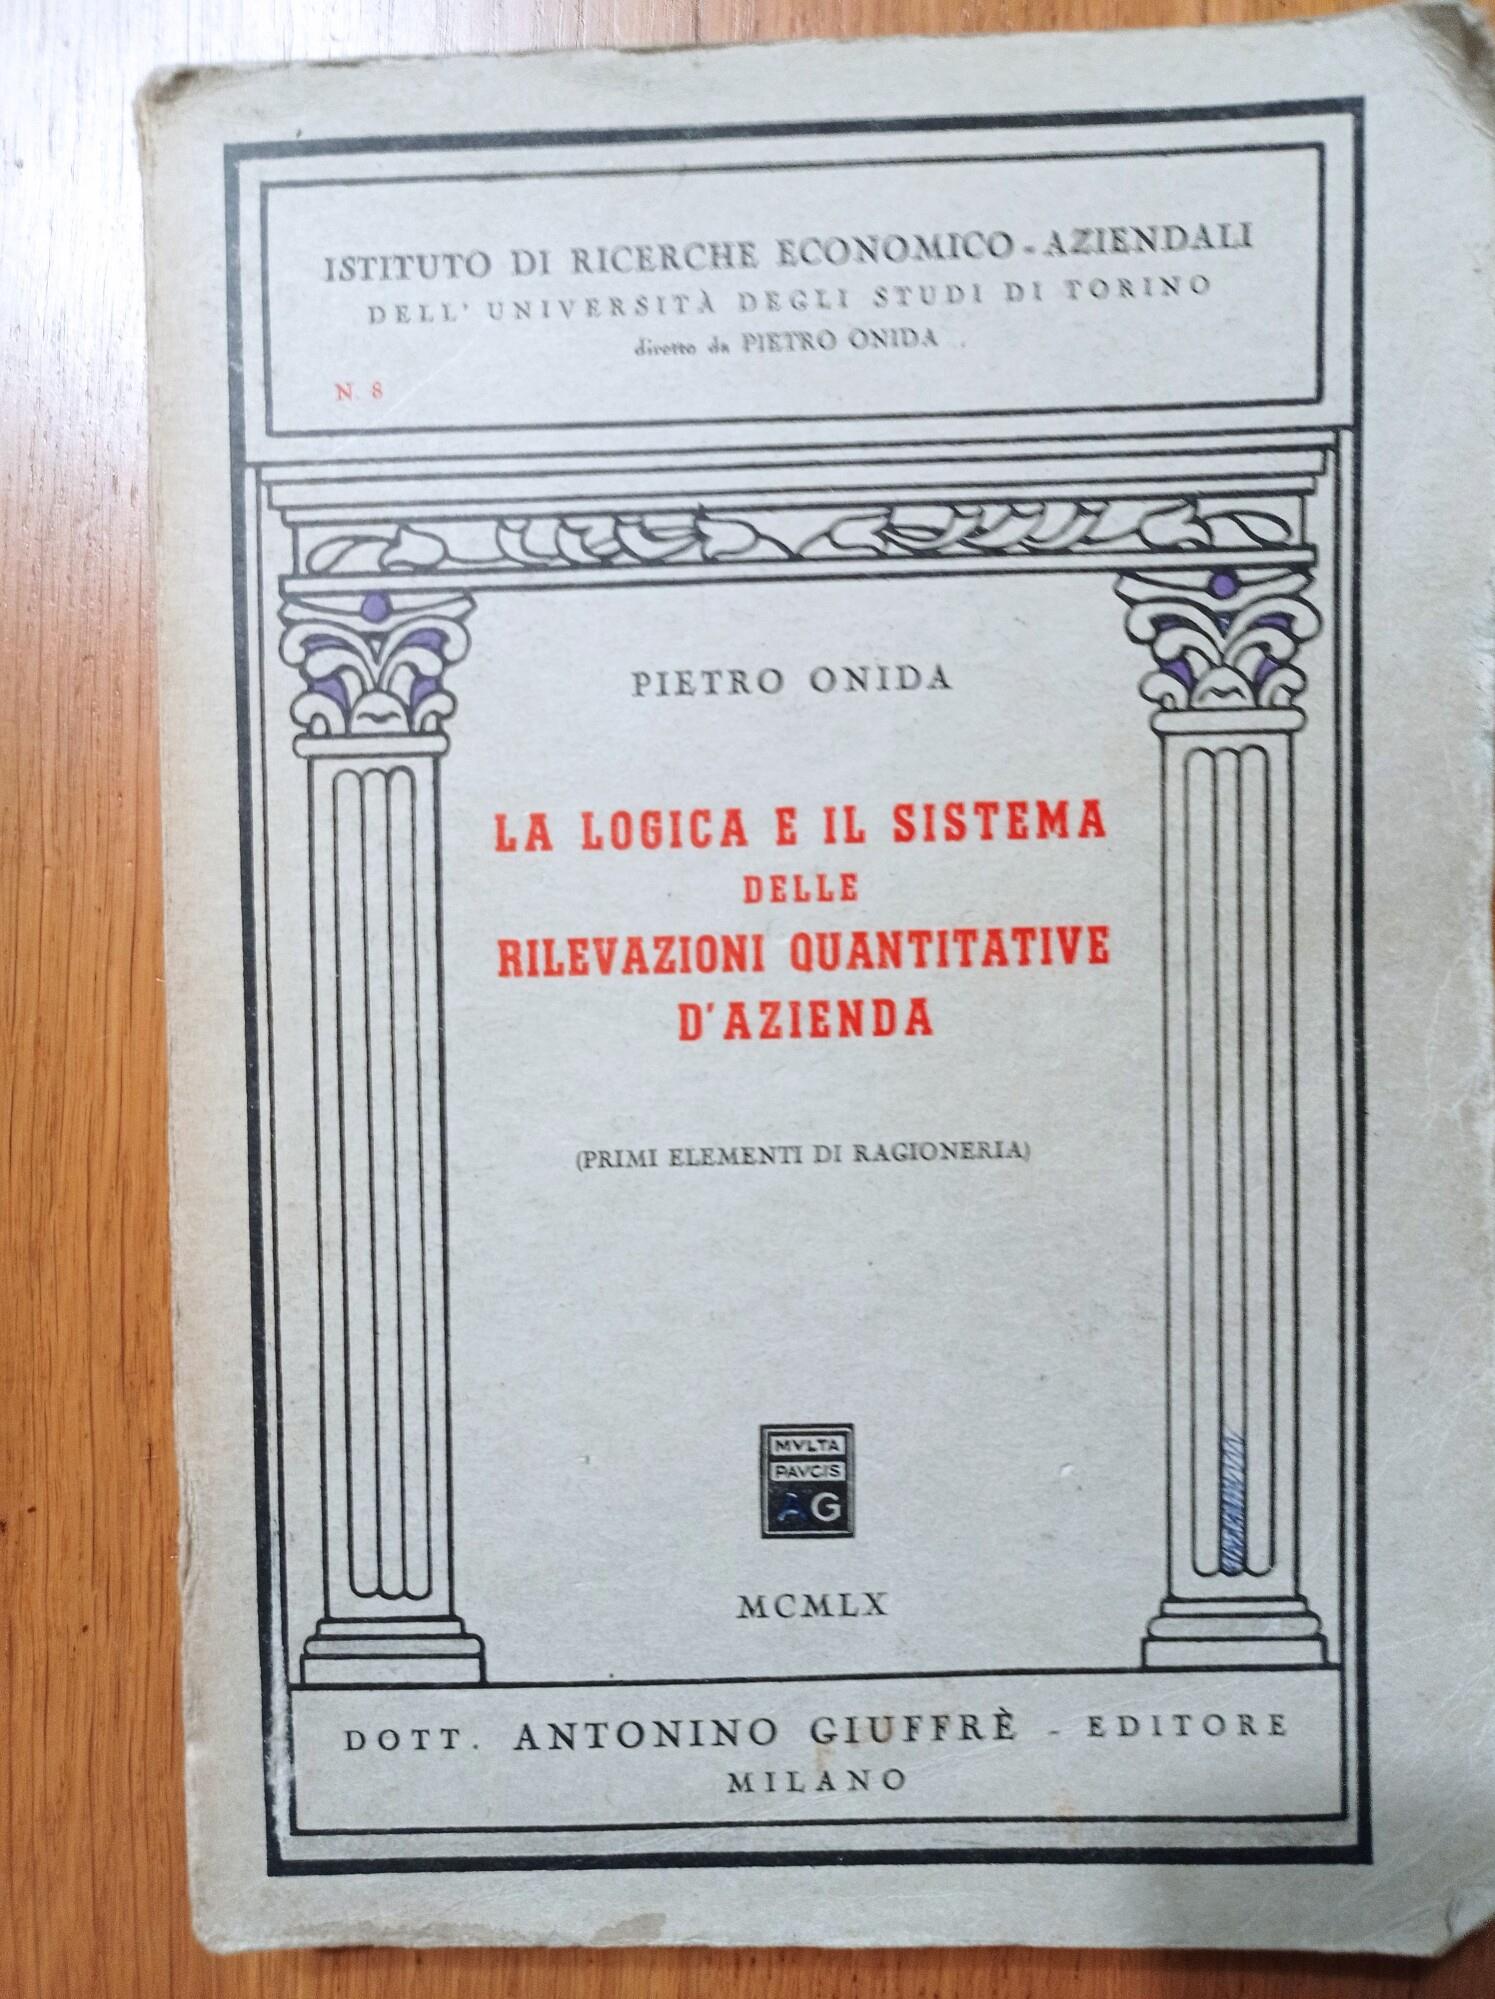 ISTITUTO DI RICERCHE ECONOMICO-AZIENDALI
DELL'UNIVERSITÀ DEGLI STUDI DI TORINO
diretto da PIETRO ONIDA
N. 8
PIETRO ONIDA
LA LOGICA E IL SISTEMA
DELLE
RILEVAZIONI QUANTITATIVE
D'AZIENDA
(PRIMI ELEMENTI DI RAGIONERIA)
MVLTA
PAVCIS
AG
MCMLX
DOTT. ANTONINO GIUFFRÈ - EDITORE
MILANO